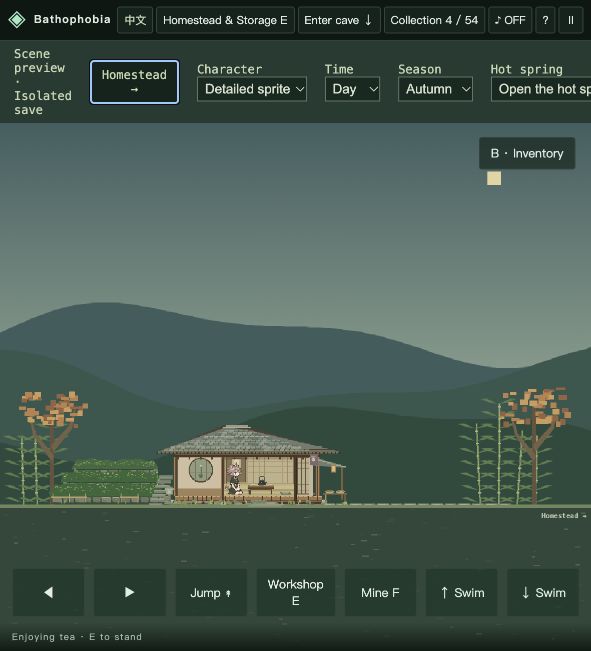 Bathophobia
中文
Homestead & Storage E
Enter cave ↓
Collection 4 / 54
♪ OFF
?
Scene
preview
·
Isolated
save
Homestead
→
Character
Detailed sprite
Time
Day
Season
Autumn
Hot spring
Open the hot sp
B · Inventory
Homestead →
◀
▶
Jump ↟
Workshop
E
Mine F
↑ Swim
↓ Swim
Enjoying tea · E to stand